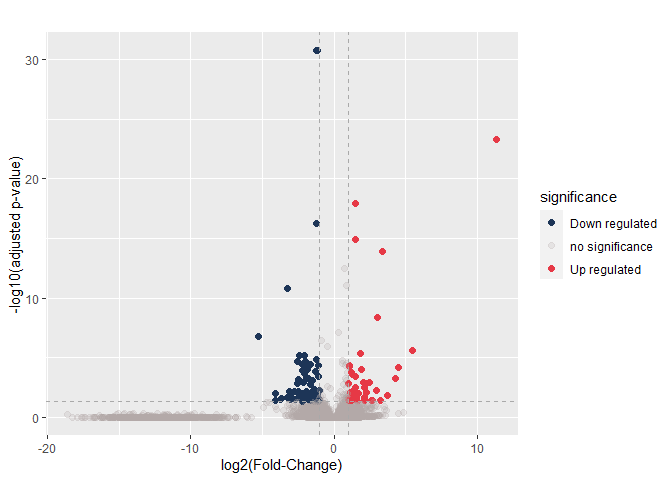 -log10(adjusted p-value)
30
20
10
0
-20
-10
0
10
log2(Fold-Change)
significance
Down regulated
no significance
Up regulated